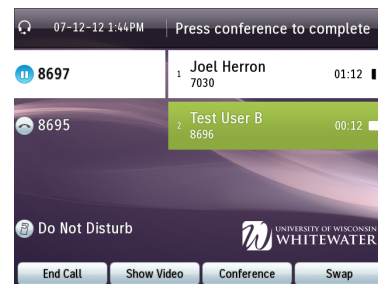 07-12-12 1:44PM Press conference to complete
8697
1 Joel Herron 01:12
7030
8695
2 Test User B 00:12
8696
Do Not Disturb
UNIVERSITY OF WISCONSIN
WHITEWATER
End Call Show Video Conference Swap